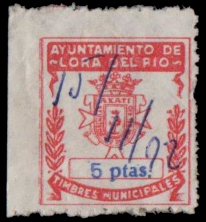 AYUNTAMIENTO DE
LORA DEL RIO
5 ptas.
TIMBRES MUNICIPALES